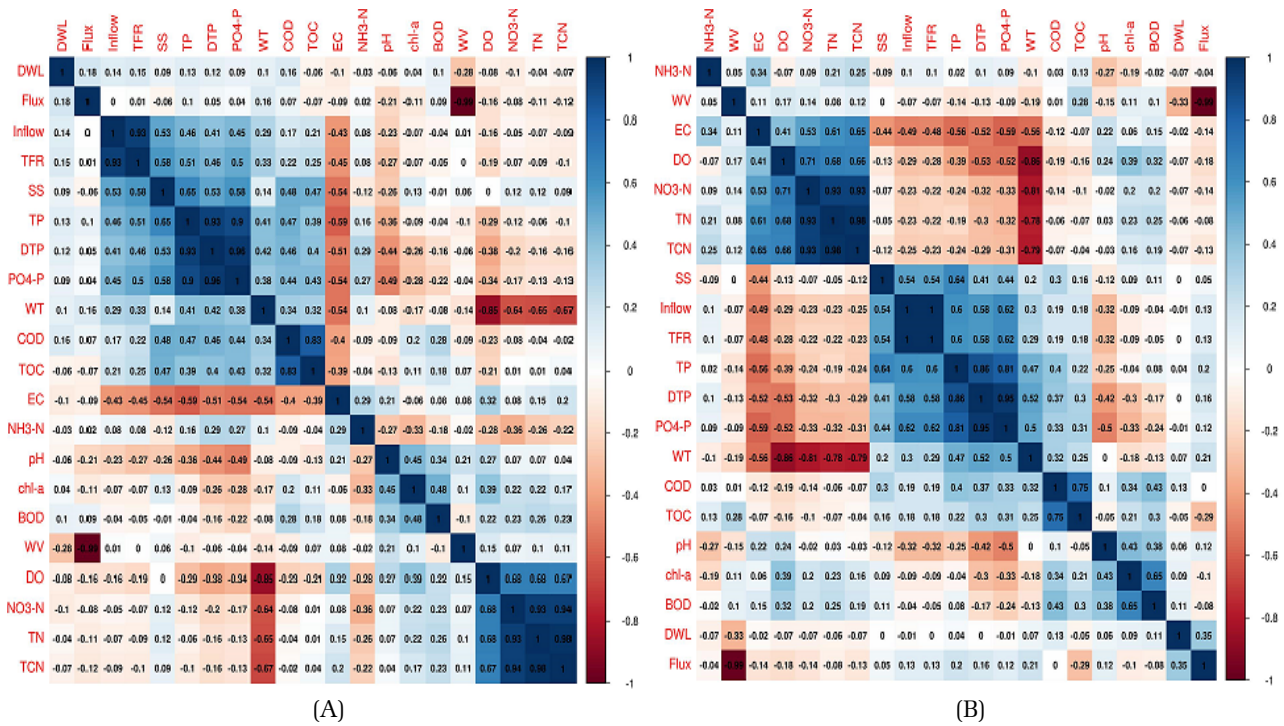 DWL Flux Inflow TFR SS TP DTP PO4-P WT COD TOC EC NH3-N pH chl-a BOD WV DO NO3-N TN TCN
DWL 1 0.18 0.14 0.15 0.09 0.13 0.12 0.09 0.1 0.16 -0.06 -0.1 -0.03 -0.06 0.04 0.1 -0.28 -0.08 -0.1 -0.04 -0.07
Flux 0.18 1 0 0.01 -0.06 0.1 0.05 0.04 0.16 0.07 -0.07 -0.09 0.02 -0.21 -0.11 0.09 -0.99 -0.16 -0.08 -0.11 -0.12
Inflow 0.14 0 1 0.93 0.53 0.46 0.41 0.45 0.29 0.17 0.21 -0.43 0.08 -0.23 -0.07 -0.04 0.01 -0.16 -0.05 -0.07 -0.09
TFR 0.15 0.01 0.93 1 0.58 0.51 0.46 0.5 0.33 0.22 0.25 -0.45 0.08 -0.27 -0.07 -0.05 0 -0.19 -0.07 -0.09 -0.1
SS 0.09 -0.06 0.53 0.58 1 0.65 0.53 0.58 0.14 0.48 0.47 -0.54 -0.12 -0.26 0.13 -0.01 0.06 0 0.12 0.12 0.09
TP 0.13 0.1 0.46 0.51 0.65 1 0.93 0.9 0.41 0.47 0.39 -0.59 0.16 -0.36 -0.09 -0.04 -0.1 -0.29 -0.12 -0.06 -0.1
DTP 0.12 0.05 0.41 0.46 0.53 0.93 1 0.96 0.42 0.46 0.4 -0.51 0.29 -0.44 -0.26 -0.16 -0.06 -0.38 -0.2 -0.16 -0.16
PO4-P 0.09 0.04 0.45 0.5 0.58 0.9 0.96 1 0.38 0.44 0.43 -0.54 0.27 -0.49 -0.28 -0.22 -0.04 -0.34 -0.17 -0.13 -0.13
WT 0.1 0.16 0.29 0.33 0.14 0.41 0.42 0.38 1 0.34 0.32 -0.54 0.1 -0.08 -0.17 -0.08 -0.14 -0.85 -0.64 -0.65 -0.67
COD 0.16 0.07 0.17 0.22 0.48 0.47 0.46 0.44 0.34 1 0.83 -0.4 -0.09 -0.09 0.2 0.28 -0.09 -0.23 -0.08 -0.04 -0.02
TOC -0.06 -0.07 0.21 0.25 0.47 0.39 0.4 0.43 0.32 0.83 1 -0.39 -0.04 -0.13 0.11 0.18 0.07 -0.21 0.01 0.01 0.04
EC -0.1 -0.09 -0.43 -0.45 -0.54 -0.59 -0.51 -0.54 -0.54 -0.4 -0.39 1 0.29 0.21 -0.06 0.08 0.08 0.32 0.08 0.15 0.2
NH3-N -0.03 0.02 0.08 0.08 -0.12 0.16 0.29 0.27 0.1 -0.09 -0.04 0.29 1 -0.27 -0.33 -0.18 -0.02 -0.28 -0.36 -0.26 -0.22
pH -0.06 -0.21 -0.23 -0.27 -0.26 -0.36 -0.44 -0.49 -0.08 -0.09 -0.13 0.21 -0.27 1 0.45 0.34 0.21 0.27 0.07 0.07 0.04
chl-a 0.04 -0.11 -0.07 -0.07 0.13 -0.09 -0.26 -0.28 -0.17 0.2 0.11 -0.06 -0.33 0.45 1 0.48 0.1 0.39 0.22 0.22 0.17
BOD 0.1 0.09 -0.04 -0.05 -0.01 -0.04 -0.16 -0.22 -0.08 0.28 0.18 0.08 -0.18 0.34 0.48 1 -0.1 0.22 0.23 0.26 0.23
WV -0.28 -0.99 0.01 0 0.06 -0.1 -0.06 -0.04 -0.14 -0.09 0.07 0.08 -0.02 0.21 0.1 -0.1 1 0.15 0.07 0.1 0.11
DO -0.08 -0.16 -0.16 -0.19 0 -0.29 -0.38 -0.34 -0.85 -0.23 -0.21 0.32 -0.28 0.27 0.39 0.22 0.15 1 0.68 0.68 0.67
NO3-N -0.1 -0.08 -0.05 -0.07 0.12 -0.12 -0.2 -0.17 -0.64 -0.08 0.01 0.08 -0.36 0.07 0.22 0.23 0.07 0.68 1 0.93 0.94
TN -0.04 -0.11 -0.07 -0.09 0.12 -0.06 -0.16 -0.13 -0.65 -0.04 0.01 0.15 -0.26 0.07 0.22 0.26 0.1 0.68 0.93 1 0.98
TCN -0.07 -0.12 -0.09 -0.1 0.09 -0.1 -0.16 -0.13 -0.67 -0.02 0.04 0.2 -0.22 0.04 0.17 0.23 0.11 0.67 0.94 0.98 1
1
0.8
0.6
0.4
0.2
0
-0.2
-0.4
-0.6
-0.8
-1
(A)
NH3-N WV EC DO NO3-N TN TCN SS Inflow TFR TP DTP PO4-P WT COD TOC pH chl-a BOD DWL Flux
NH3-N 1 0.05 0.34 -0.07 0.09 0.21 0.25 -0.09 0.1 0.1 0.02 0.1 0.09 -0.1 0.03 0.13 -0.27 -0.19 -0.02 -0.07 -0.04
WV 0.05 1 0.11 0.17 0.14 0.08 0.12 0 -0.07 -0.07 -0.14 -0.13 -0.09 -0.19 0.01 0.28 -0.15 0.11 0.1 -0.33 -0.99
EC 0.34 0.11 1 0.41 0.53 0.61 0.65 -0.44 -0.49 -0.48 -0.56 -0.52 -0.59 -0.56 -0.12 -0.07 0.22 0.06 0.15 -0.02 -0.14
DO -0.07 0.17 0.41 1 0.71 0.68 0.66 -0.13 -0.29 -0.28 -0.39 -0.53 -0.52 -0.86 -0.19 -0.16 0.24 0.39 0.32 -0.07 -0.18
NO3-N 0.09 0.14 0.53 0.71 1 0.93 0.93 -0.07 -0.23 -0.22 -0.24 -0.32 -0.33 -0.81 -0.14 -0.1 -0.02 0.2 0.2 -0.07 -0.14
TN 0.21 0.08 0.61 0.68 0.93 1 0.98 -0.05 -0.23 -0.22 -0.19 -0.3 -0.32 -0.78 -0.06 -0.07 0.03 0.23 0.25 -0.06 -0.08
TCN 0.25 0.12 0.65 0.66 0.93 0.98 1 -0.12 -0.25 -0.23 -0.24 -0.29 -0.31 -0.79 -0.07 -0.04 -0.03 0.16 0.19 -0.07 -0.13
SS -0.09 0 -0.44 -0.13 -0.07 -0.05 -0.12 1 0.54 0.54 0.64 0.41 0.44 0.2 0.3 0.16 -0.12 0.09 0.11 0 0.05
Inflow 0.1 -0.07 -0.49 -0.29 -0.23 -0.23 -0.25 0.54 1 1 0.6 0.58 0.62 0.3 0.19 0.18 -0.32 -0.09 -0.04 0 0.13
TFR 0.1 -0.07 -0.48 -0.28 -0.22 -0.22 -0.23 0.54 1 1 0.6 0.58 0.62 0.29 0.19 0.18 -0.32 -0.09 -0.05 0 0.13
TP 0.02 -0.14 -0.56 -0.39 -0.24 -0.19 -0.24 0.64 0.6 0.6 1 0.86 0.81 0.47 0.4 0.22 -0.25 -0.04 0.08 0.04 0.2
DTP 0.1 -0.13 -0.52 -0.53 -0.32 -0.3 -0.29 0.41 0.58 0.58 0.86 1 0.95 0.52 0.37 0.3 -0.42 -0.3 -0.17 0 0.16
PO4-P 0.09 -0.09 -0.59 -0.52 -0.33 -0.32 -0.31 0.44 0.62 0.62 0.81 0.95 1 0.5 0.33 0.31 -0.5 -0.33 -0.24 -0.01 0.12
WT -0.1 -0.19 -0.56 -0.86 -0.81 -0.78 -0.79 0.2 0.3 0.29 0.47 0.52 0.5 1 0.32 0.25 0 -0.18 -0.13 0.07 0.21
COD 0.03 0.01 -0.12 -0.19 -0.14 -0.06 -0.07 0.3 0.19 0.19 0.4 0.37 0.33 0.32 1 0.75 0.1 0.34 0.43 0.13 0
TOC 0.13 0.28 -0.07 -0.16 -0.1 -0.07 -0.04 0.16 0.18 0.18 0.22 0.3 0.31 0.25 0.75 1 -0.05 0.21 0.3 -0.05 -0.29
pH -0.27 -0.15 0.22 0.24 -0.02 0.03 -0.03 -0.12 -0.32 -0.32 -0.25 -0.42 -0.5 0 0.1 -0.05 1 0.43 0.38 0.06 0.12
chl-a -0.19 0.11 0.06 0.39 0.2 0.23 0.16 0.09 -0.09 -0.09 -0.04 -0.3 -0.33 -0.18 0.34 0.21 0.43 1 0.65 0.09 -0.1
BOD -0.02 0.1 0.15 0.32 0.2 0.25 0.19 0.11 -0.04 -0.05 0.08 -0.17 -0.24 -0.13 0.43 0.3 0.38 0.65 1 0.11 -0.08
DWL -0.07 -0.33 -0.02 -0.07 -0.07 -0.06 -0.07 0 0 0 0.04 0 -0.01 0.07 0.13 -0.05 0.06 0.09 0.11 1 0.35
Flux -0.04 -0.99 -0.14 -0.18 -0.14 -0.08 -0.13 0.05 0.13 0.13 0.2 0.16 0.12 0.21 0 -0.29 0.12 -0.1 -0.08 0.35 1
1
0.8
0.6
0.4
0.2
0
-0.2
-0.4
-0.6
-0.8
-1
(B)